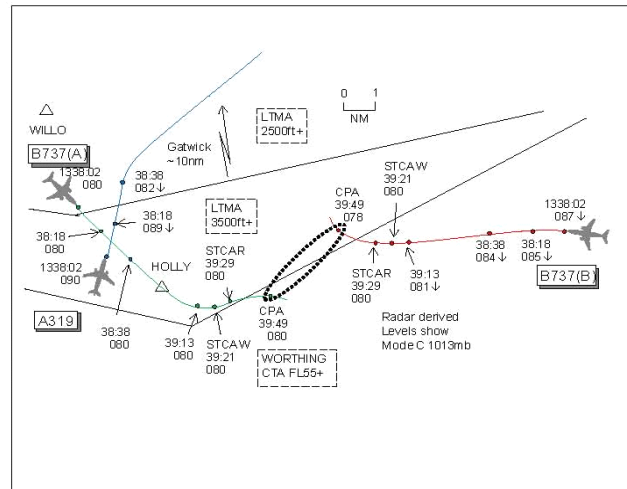 WILLO
B737(A)
1338:02
080
38:38
082↓
38:18
089↓
38:18
080
1338:02
090
HOLLY
A319
38:38
080
39:13
080
STCAW
39:21
080
STCAR
39:29
080
LTMA
3500ft+
Gatwick
~10nm
LTMA
2500ft+
0 1
NM
CPA
39:49
080
WORTHING
CTA FL55+
CPA
39:49
078
STCAW
39:21
080
STCAR
39:29
080
39:13
081↓
38:38
084↓
38:18
085↓
1338:02
087↓
B737(B)
Radar derived
Levels show
Mode C 1013mb